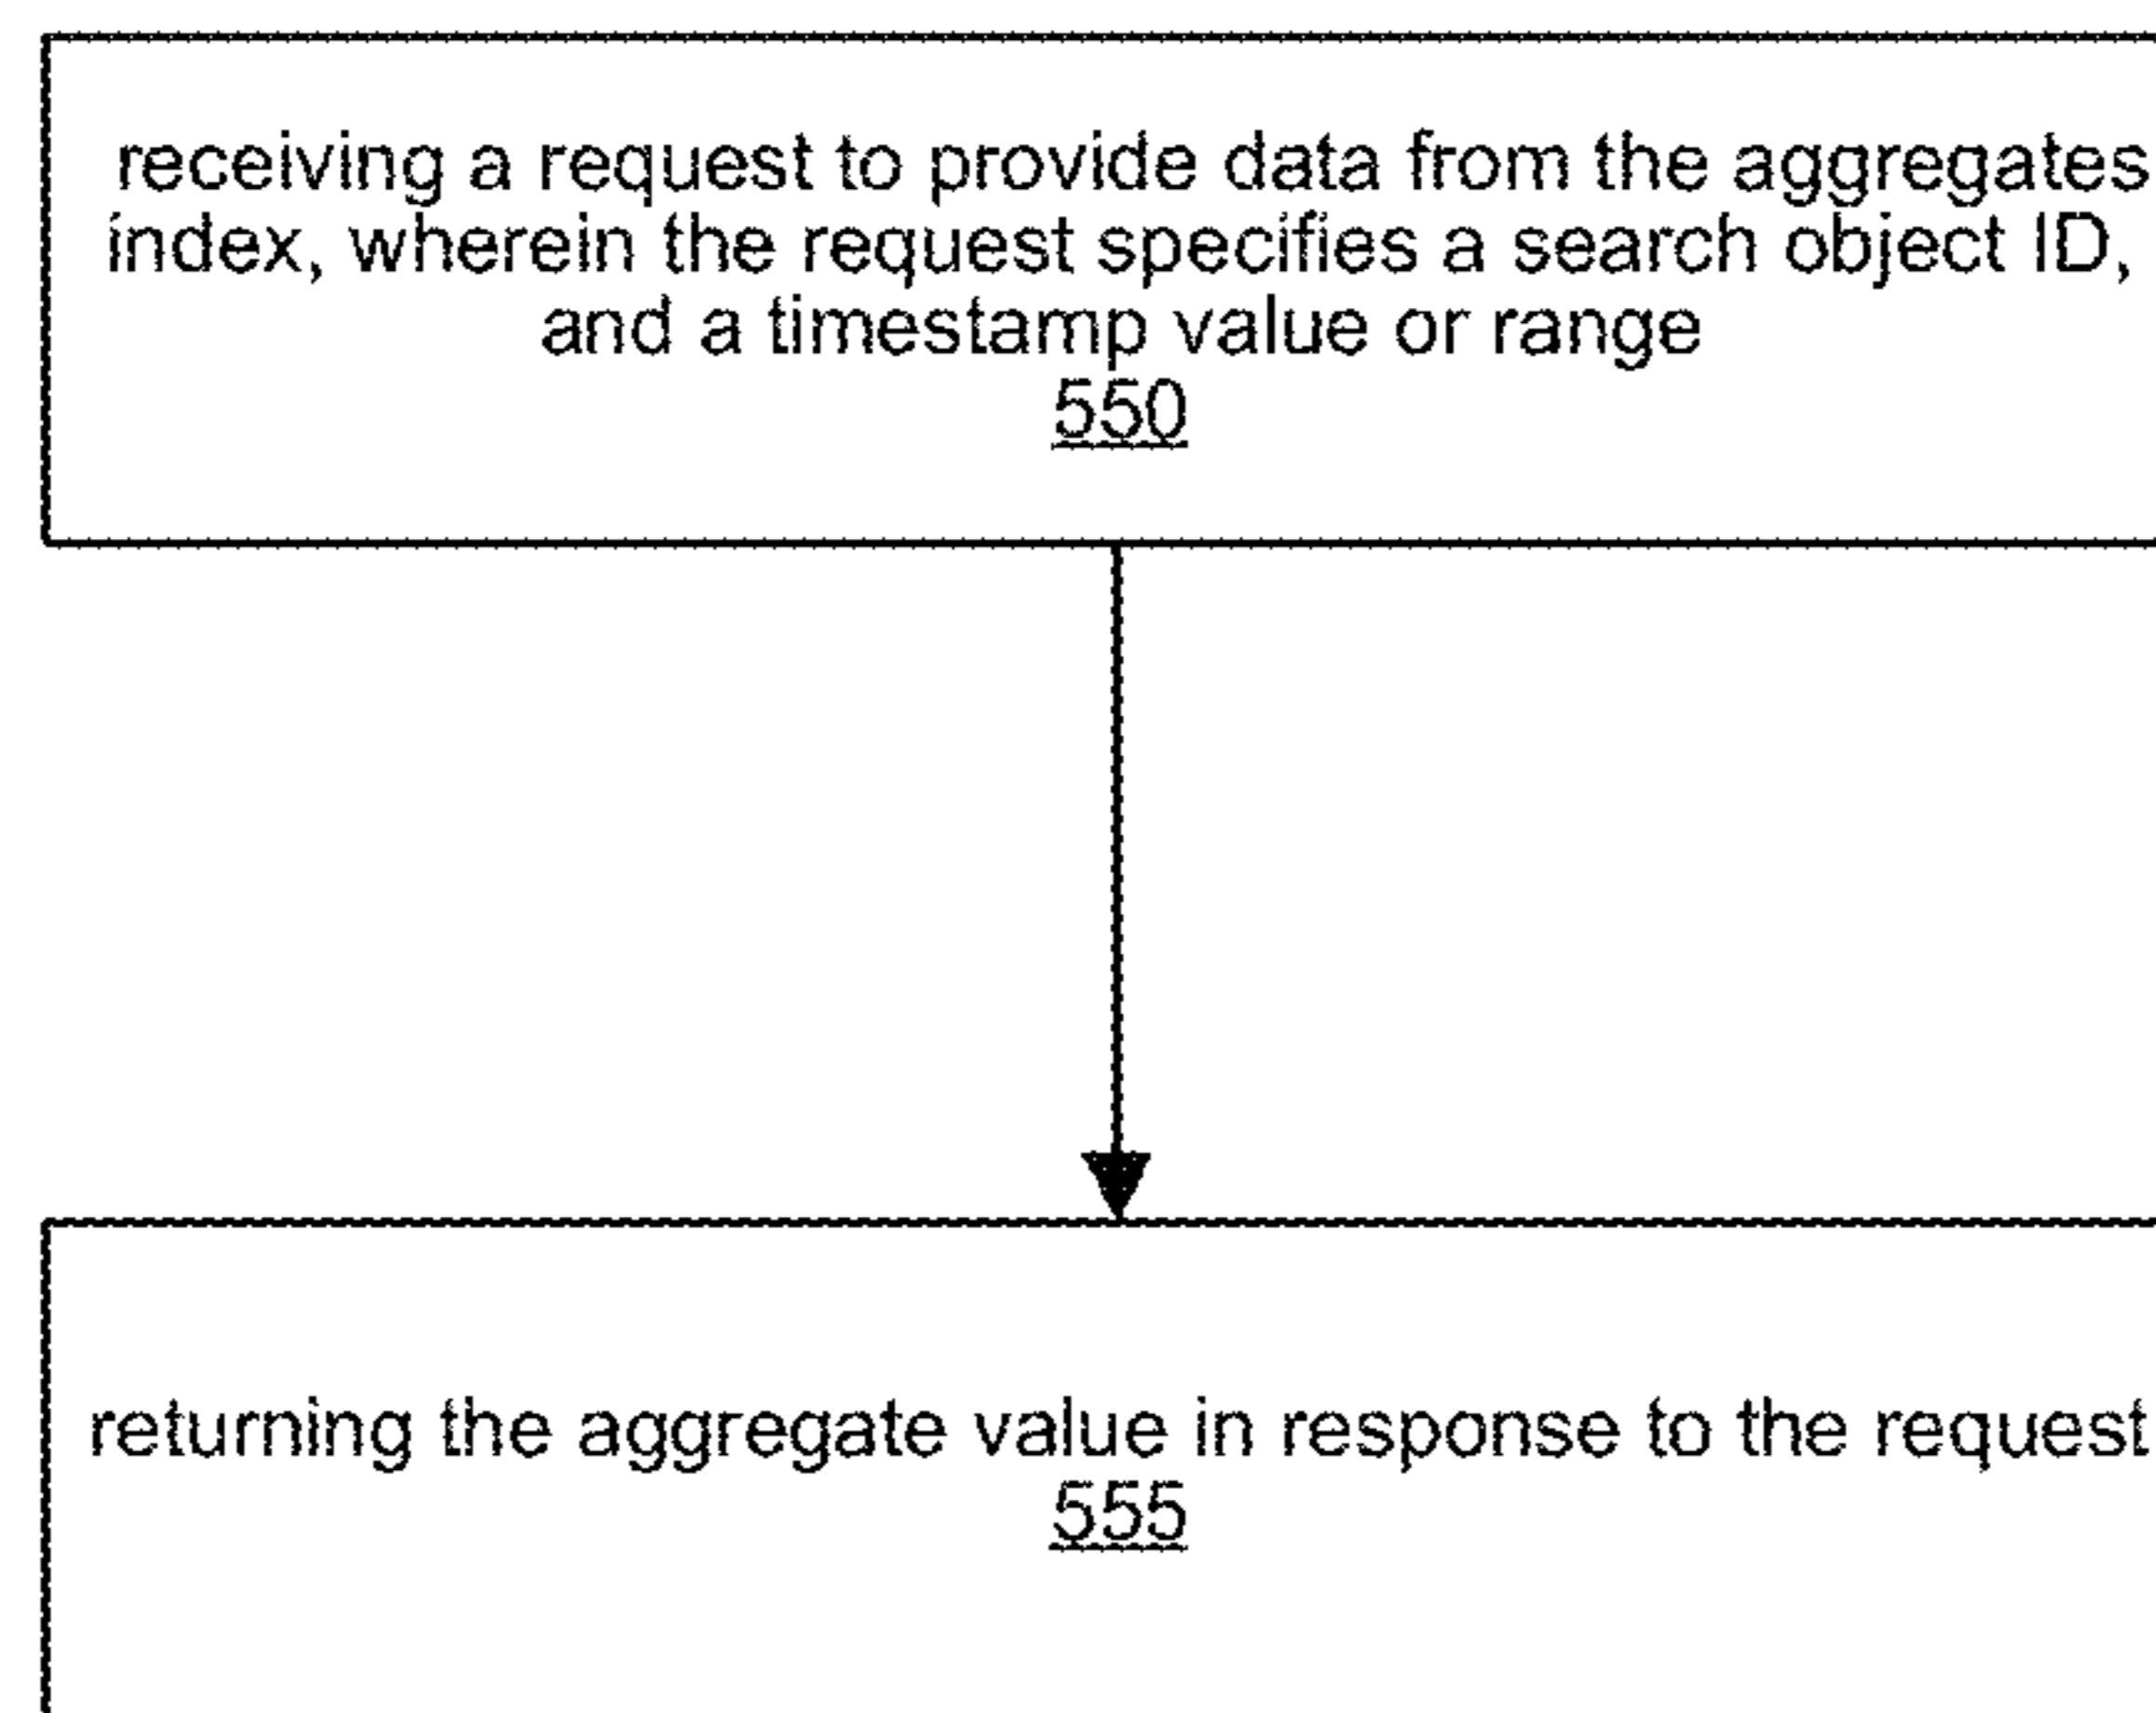 receiving a request to provide data from the aggregates
index, wherein the request specifies a search object ID,
and a timestamp value or range
550
returning the aggregate value in response to the request
555